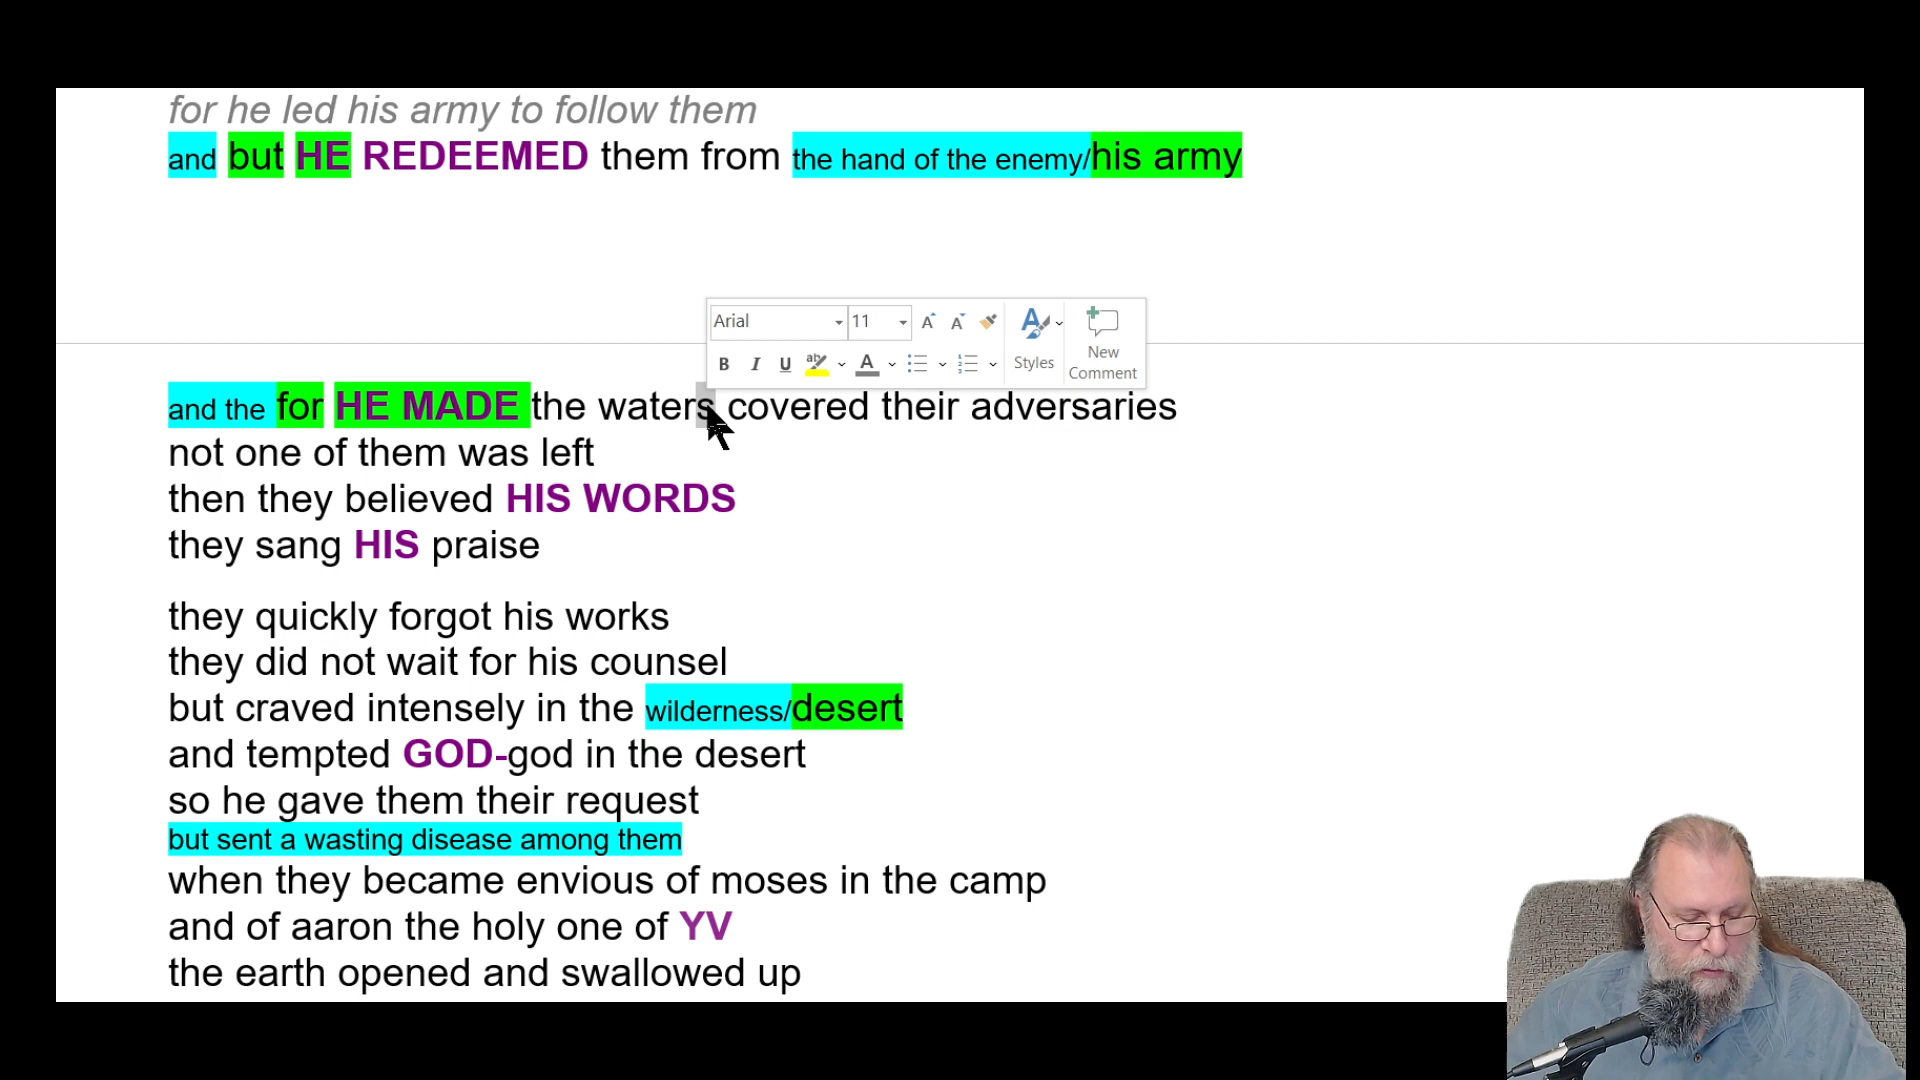 for he led his army to follow them
and but HE REDEEMED them from the hand of the enemy/his army
Arial 11 A A A Styles New Comment
B I U ab A
and the for HE MADE the waters covered their adversaries
not one of them was left
then they believed HIS WORDS
they sang HIS praise
they quickly forgot his works
they did not wait for his counsel
but craved intensely in the wilderness/desert
and tempted GOD-god in the desert
so he gave them their request
but sent a wasting disease among them
when they became envious of moses in the camp
and of aaron the holy one of YV
the earth opened and swallowed up